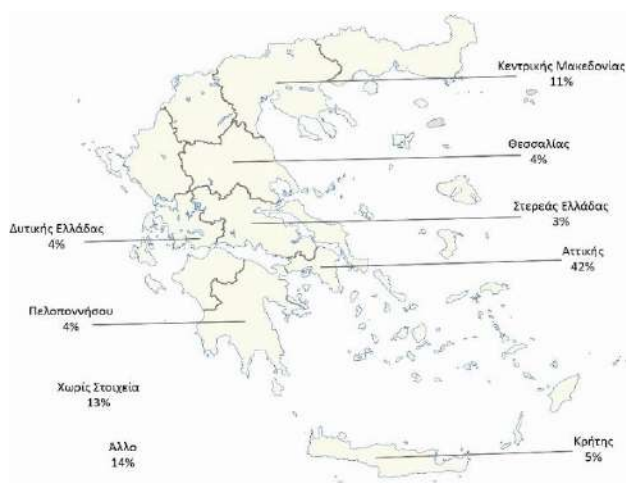 Κεντρικής Μακεδονίας
11%
Θεσσαλίας
4%
Στερεάς Ελλάδας
3%
Δυτικής Ελλάδας
4%
Αττικής
42%
Πελοποννήσου
4%
Χωρίς Στοιχεία
13%
Άλλο
14%
Κρήτης
5%